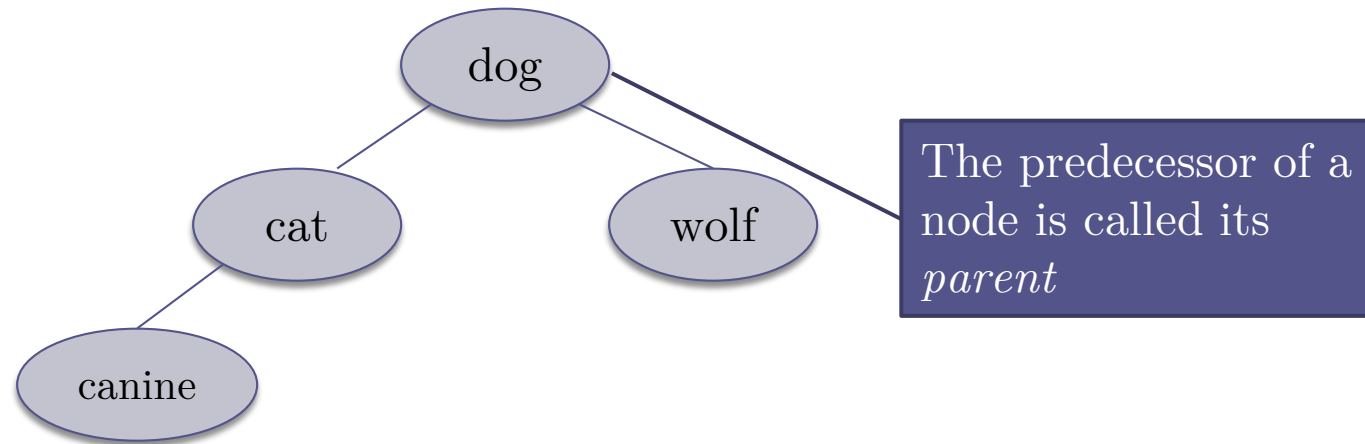 dog
cat
wolf
canine
The predecessor of a
node is called its
parent